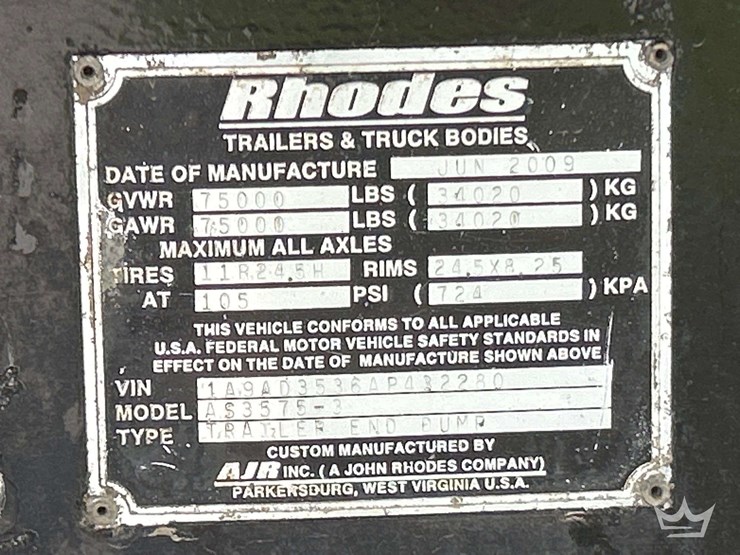 Rhodes
TRAILERS & TRUCK BODIES
DATE OF MANUFACTURE JUN 2009
GVWR 75000 LBS ( 34020 ) KG
GAWR 75000 LBS ( 34020 ) KG
MAXIMUM ALL AXLES
TIRES 11R24.5H RIMS 24.5X8.25
AT 105 PSI ( 724 ) KPA
THIS VEHICLE CONFORMS TO ALL APPLICABLE
U.S.A. FEDERAL MOTOR VEHICLE SAFETY STANDARDS IN
EFFECT ON THE DATE OF MANUFACTURE SHOWN ABOVE
VIN 1A9AD3536AP432280
MODEL AS3575-3
TYPE TRAILER END DUMP
CUSTOM MANUFACTURED BY
AJR INC. ( A JOHN RHODES COMPANY)
PARKERSBURG, WEST VIRGINIA U.S.A.